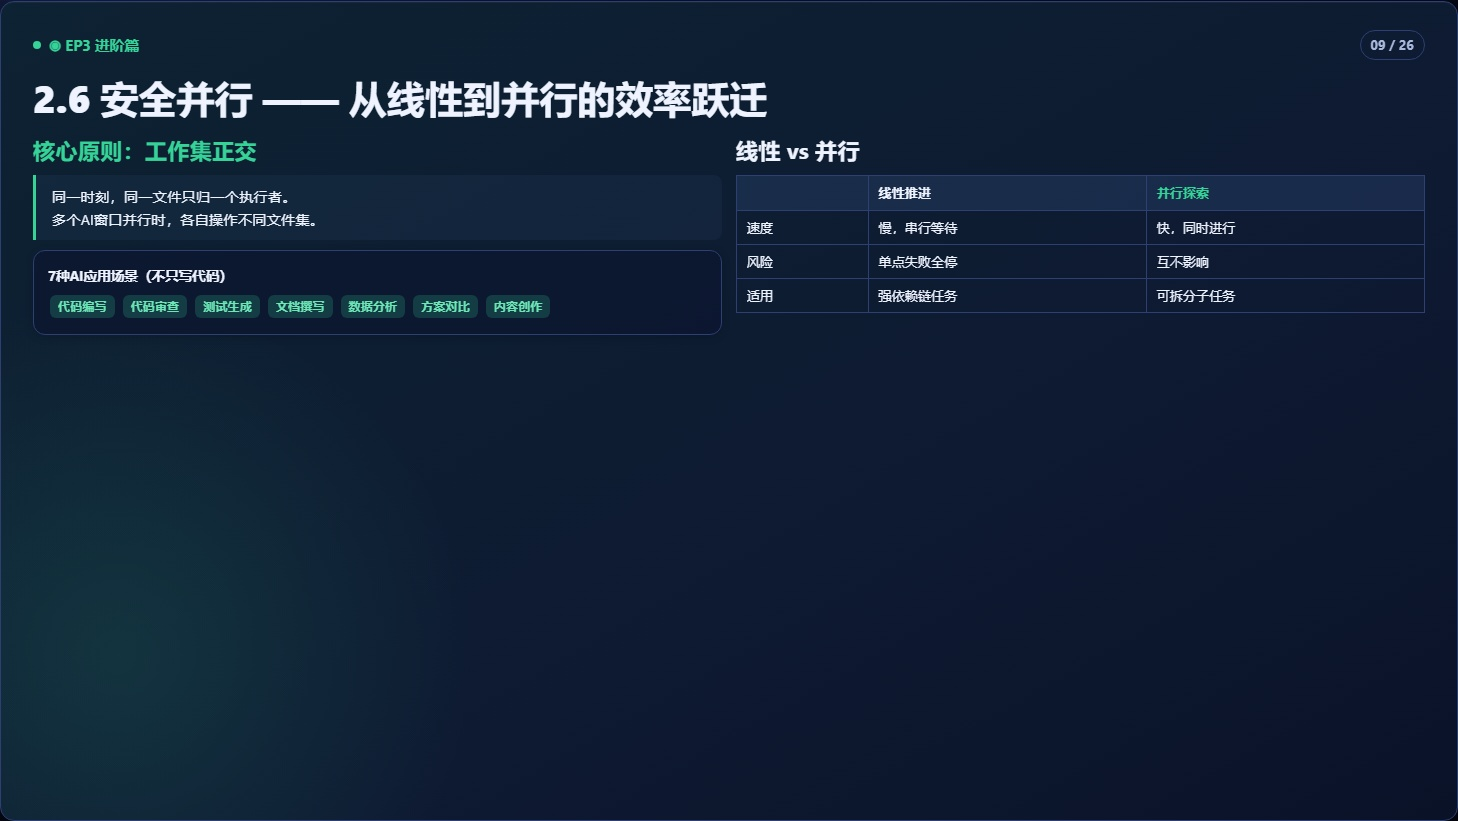 ◉ EP3 进阶篇
09 / 26
2.6 安全并行 —— 从线性到并行的效率跃迁
核心原则：工作集正交
同一时刻，同一文件只归一个执行者。
多个AI窗口并行时，各自操作不同文件集。
7种AI应用场景（不只写代码）
代码编写 代码审查 测试生成 文档撰写 数据分析 方案对比 内容创作
线性 vs 并行
线性推进 并行探索
速度 慢，串行等待 快，同时进行
风险 单点失败全停 互不影响
适用 强依赖链任务 可拆分子任务